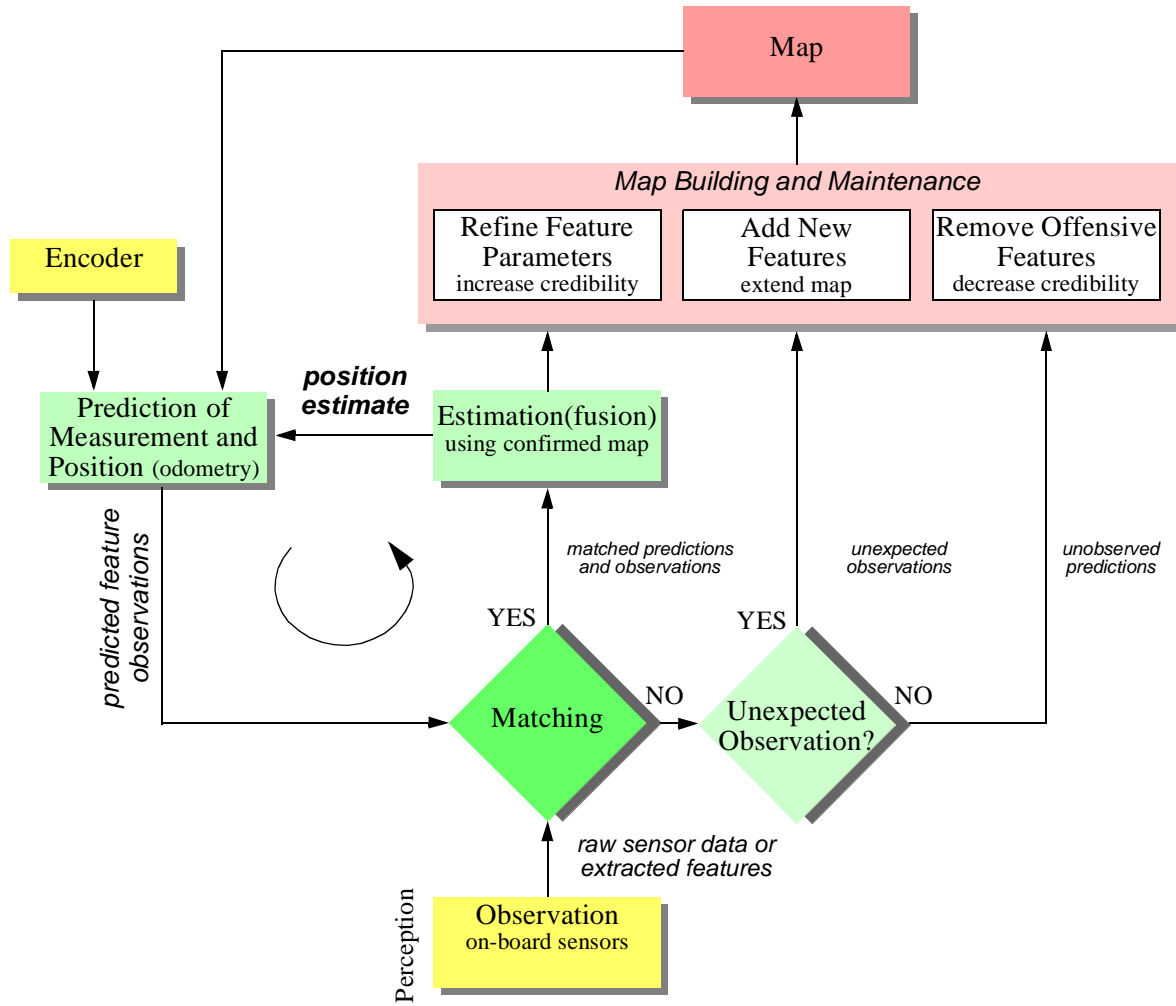 Map
Map Building and Maintenance
Refine Feature
Parameters
increase credibility
Add New
Features
extend map
Remove Offensive
Features
decrease credibility
Encoder
position
estimate
Prediction of
Measurement and
Position (odometry)
Estimation(fusion)
using confirmed map
predicted feature
observations
matched predictions
and observations
unexpected
observations
unobserved
predictions
YES
YES
Matching
NO
Unexpected
Observation?
NO
raw sensor data or
extracted features
Perception
Observation
on-board sensors